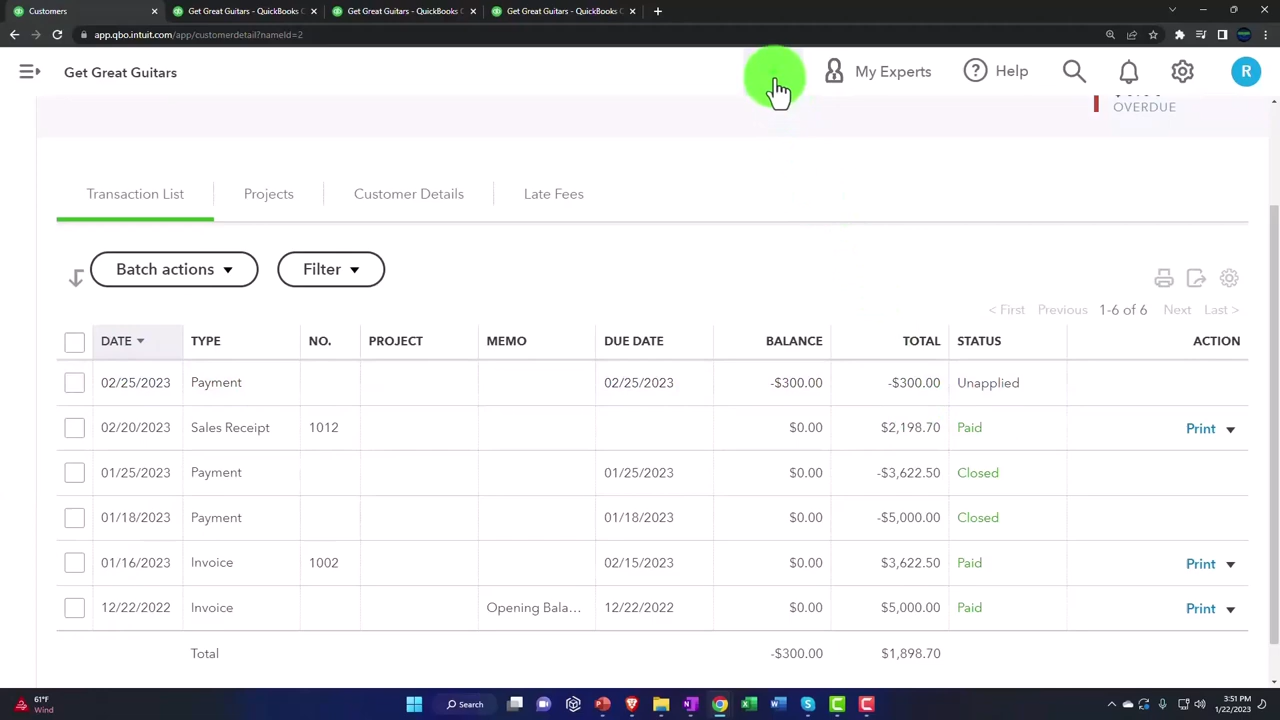 Customers
Get Great Guitars - QuickBooks C
Get Great Guitars - QuickBooks C
Get Great Guitars - QuickBooks C
app.qbo.intuit.com/app/customerdetail?nameId=2
Get Great Guitars
My Experts
Help
R
OVERDUE
Transaction List
Projects
Customer Details
Late Fees
Batch actions
Filter
< First Previous 1-6 of 6 Next Last >
DATE TYPE NO. PROJECT MEMO DUE DATE BALANCE TOTAL STATUS ACTION
02/25/2023 Payment 02/25/2023 -$300.00 -$300.00 Unapplied
02/20/2023 Sales Receipt 1012 $0.00 $2,198.70 Paid Print
01/25/2023 Payment 01/25/2023 $0.00 -$3,622.50 Closed
01/18/2023 Payment 01/18/2023 $0.00 -$5,000.00 Closed
01/16/2023 Invoice 1002 02/15/2023 $0.00 $3,622.50 Paid Print
12/22/2022 Invoice Opening Bala... 12/22/2022 $0.00 $5,000.00 Paid Print
Total -$300.00 $1,898.70
61°F
Wind
Search
3:51 PM
1/22/2023